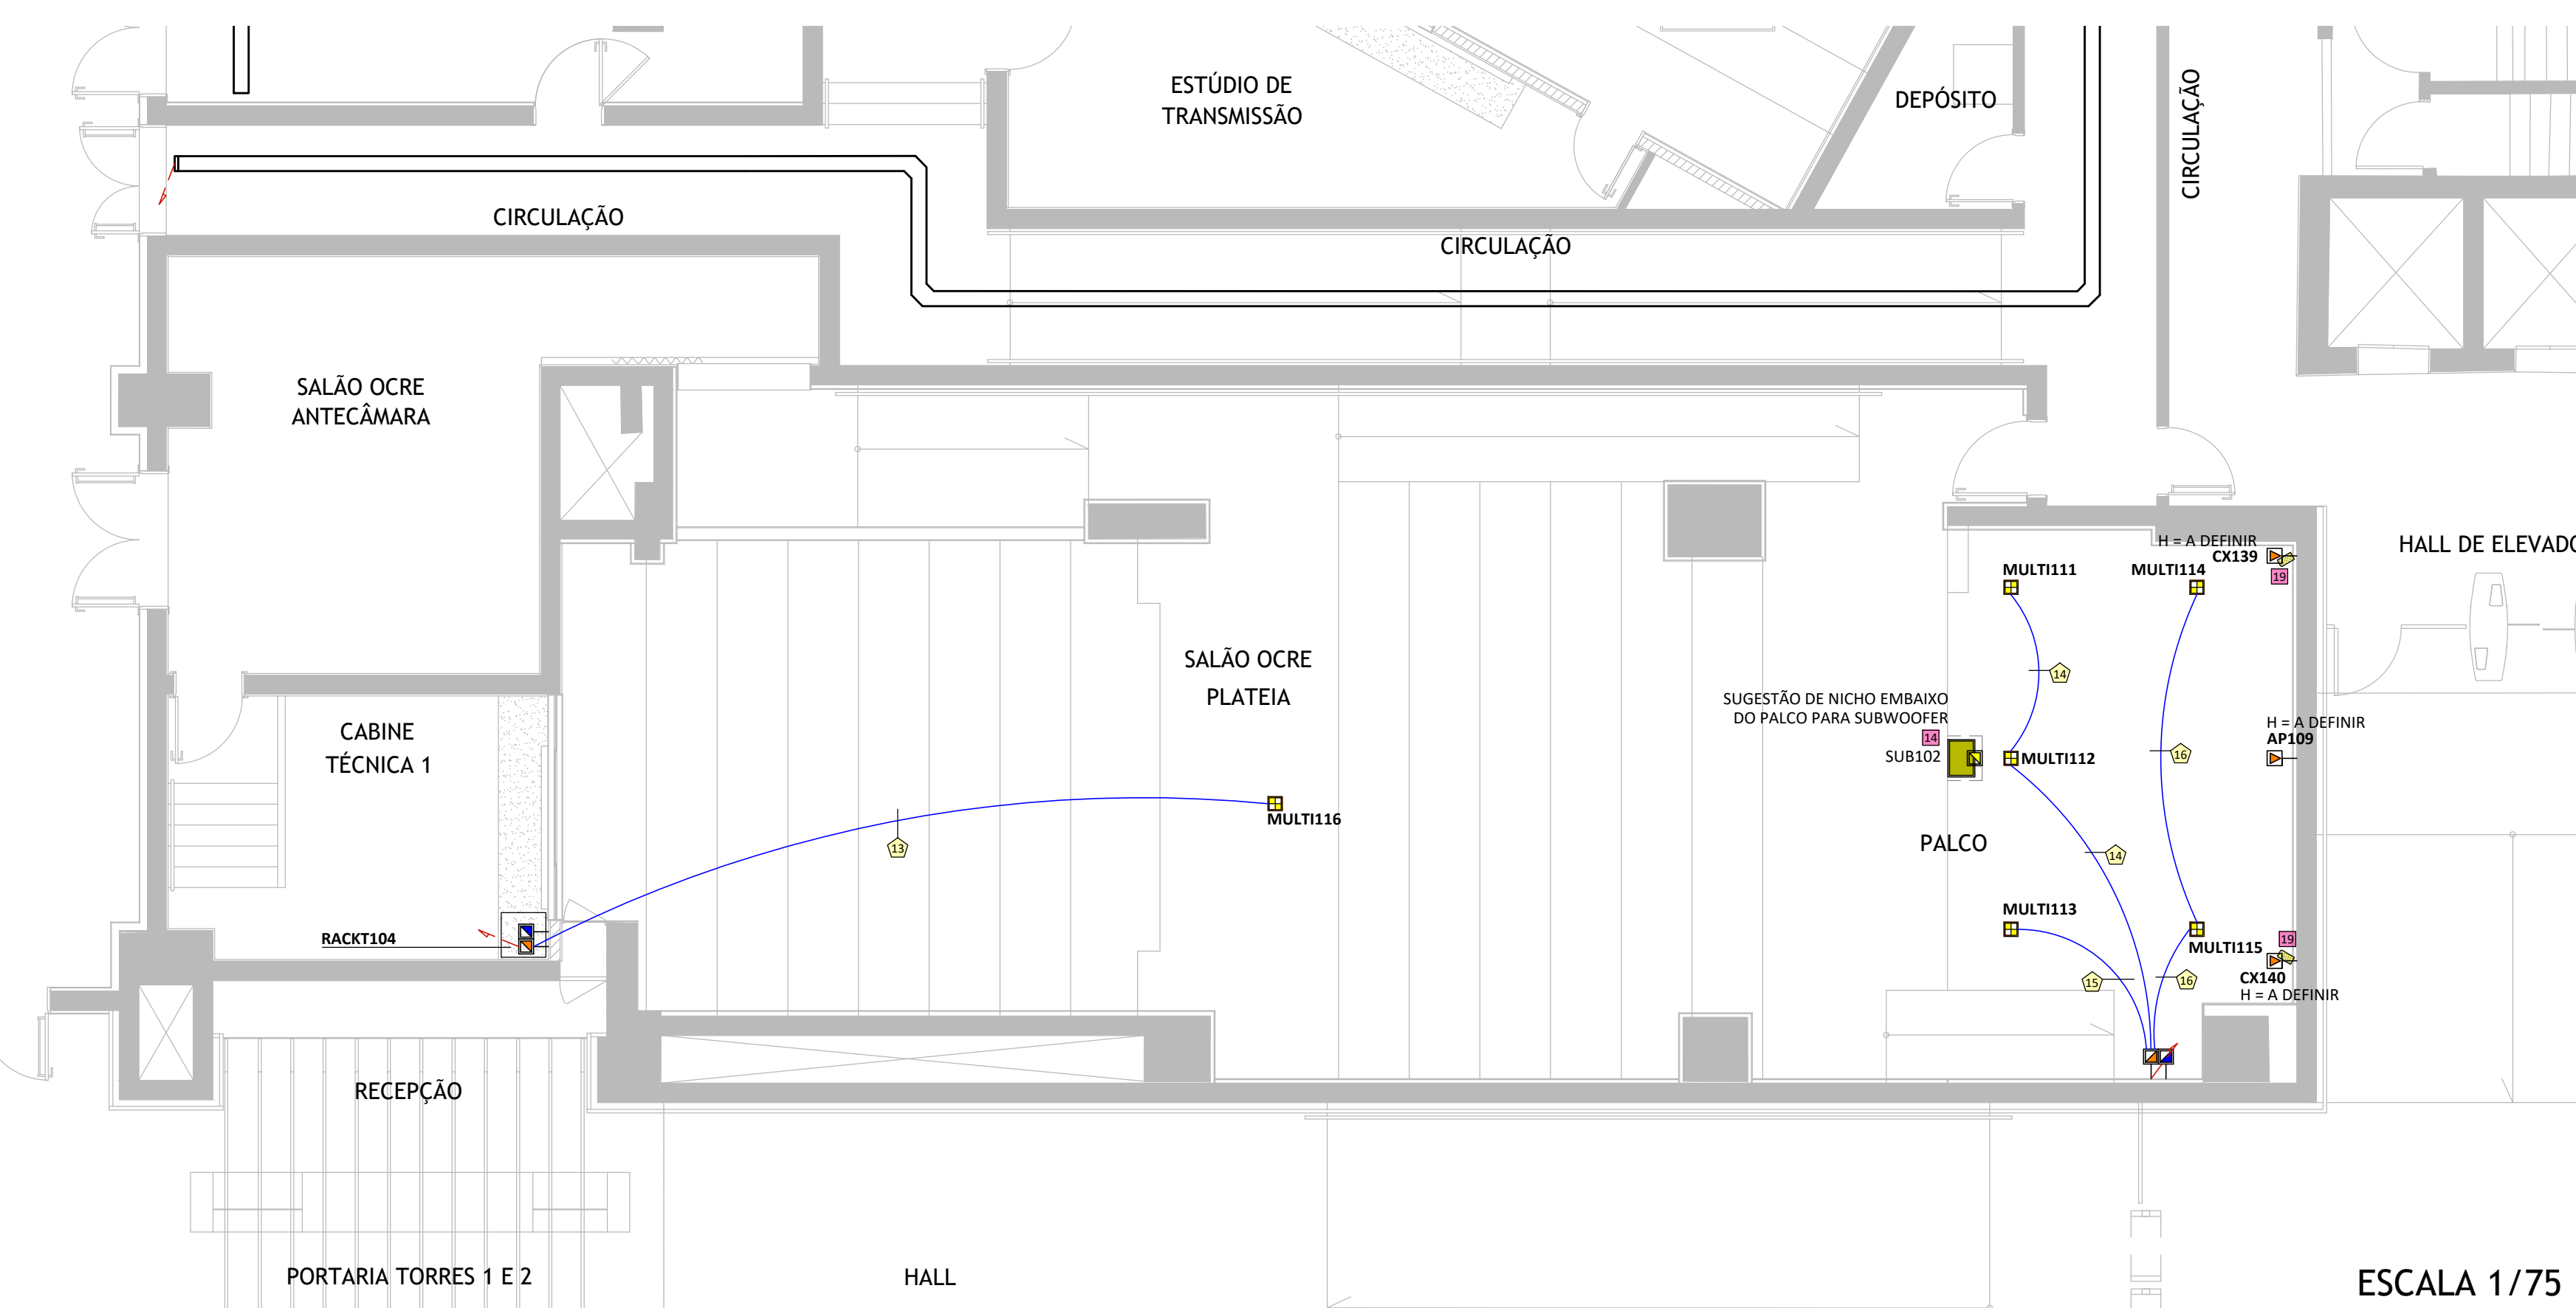 ESTÚDIO DE
TRANSMISSÃO
DEPÓSITO
CIRCULAÇÃO
CIRCULAÇÃO
CIRCULAÇÃO
SALÃO OCRE
ANTECÂMARA
H = A DEFINIR
CX139
19
HALL DE ELEVADO
MULTI111
MULTI114
14
SALÃO OCRE
PLATEIA
SUGESTÃO DE NICHO EMBAIXO
DO PALCO PARA SUBWOOFER
14
SUB102
MULTI112
16
H = A DEFINIR
AP109
CABINE
TÉCNICA 1
MULTI116
13
PALCO
14
MULTI113
RACKT104
19
MULTI115
CX140
H = A DEFINIR
15
16
RECEPÇÃO
PORTARIA TORRES 1 E 2
HALL
ESCALA 1/75